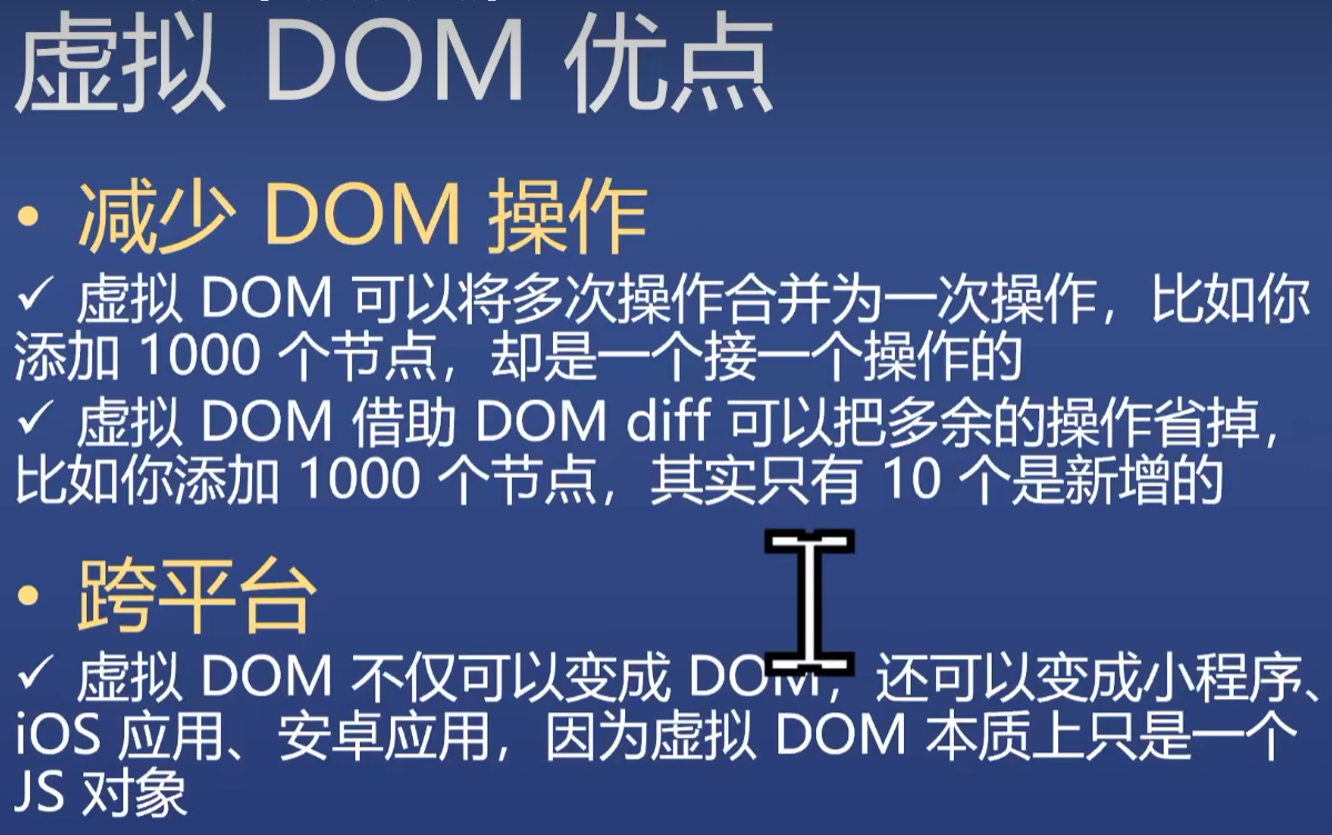 虚拟 DOM 优点
• 减少 DOM 操作
✓ 虚拟 DOM 可以将多次操作合并为一次操作，比如你
添加 1000 个节点，却是一个接一个操作的
✓ 虚拟 DOM 借助 DOM diff 可以把多余的操作省掉，
比如你添加 1000 个节点，其实只有 10 个是新增的
• 跨平台
✓ 虚拟 DOM 不仅可以变成 DOM，还可以变成小程序、
iOS 应用、安卓应用，因为虚拟 DOM 本质上只是一个
JS 对象